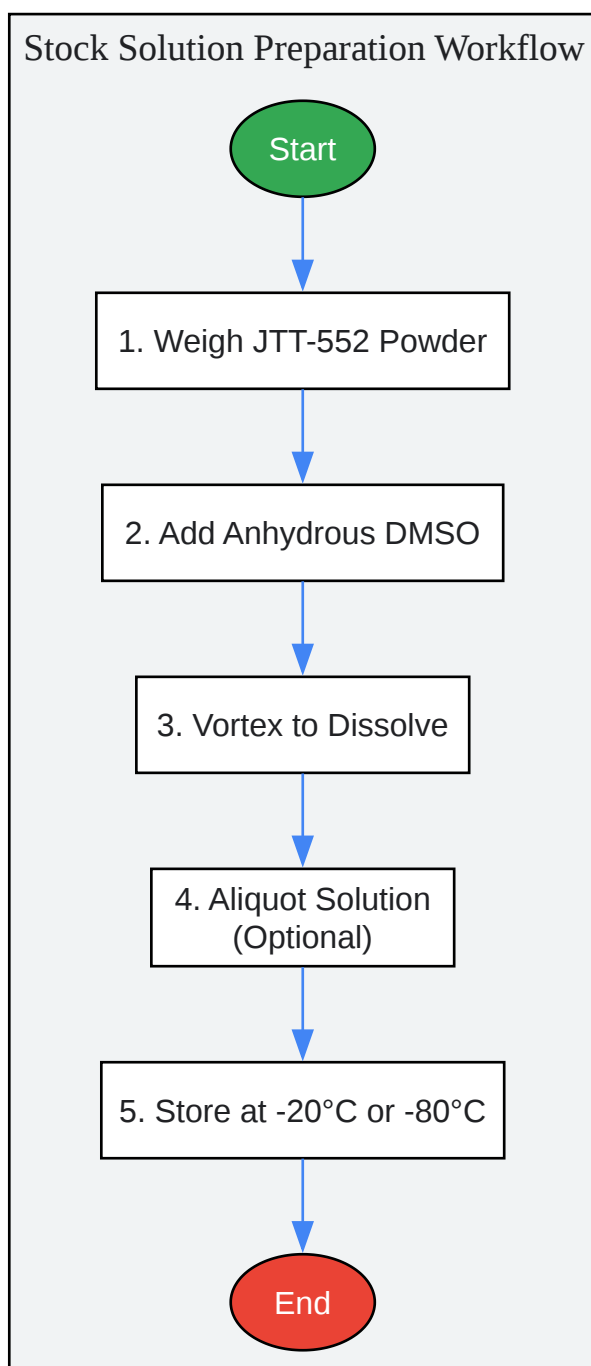 Stock Solution Preparation Workflow
Start
1. Weigh JTT-552 Powder
2. Add Anhydrous DMSO
3. Vortex to Dissolve
4. Aliquot Solution
(Optional)
5. Store at -20°C or -80°C
End